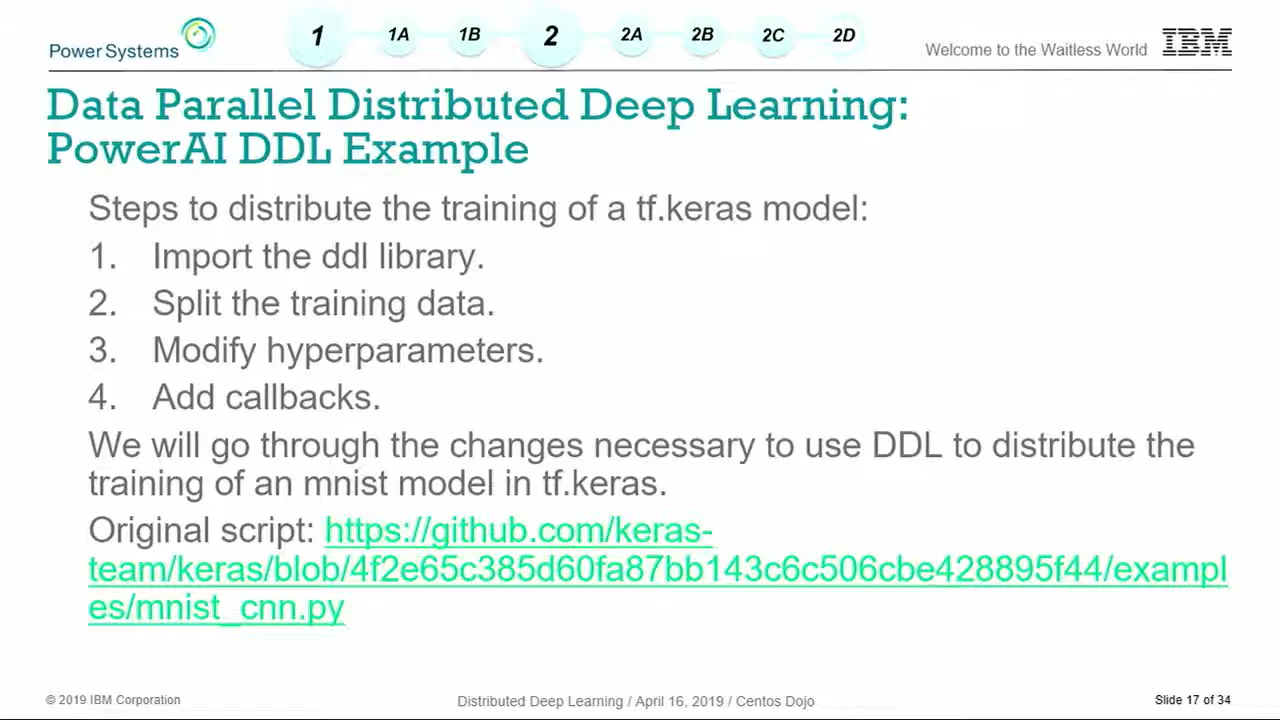 Power Systems
1 1A 1B 2 2A 2B 2C 2D
Welcome to the Waitless World IBM
Data Parallel Distributed Deep Learning:
PowerAI DDL Example
Steps to distribute the training of a tf.keras model:
1. Import the ddl library.
2. Split the training data.
3. Modify hyperparameters.
4. Add callbacks.
We will go through the changes necessary to use DDL to distribute the
training of an mnist model in tf.keras.
Original script: https://github.com/keras-
team/keras/blob/4f2e65c385d60fa87bb143c6c506cbe428895f44/exampl
es/mnist_cnn.py
© 2019 IBM Corporation
Distributed Deep Learning / April 16, 2019 / Centos Dojo
Slide 17 of 34